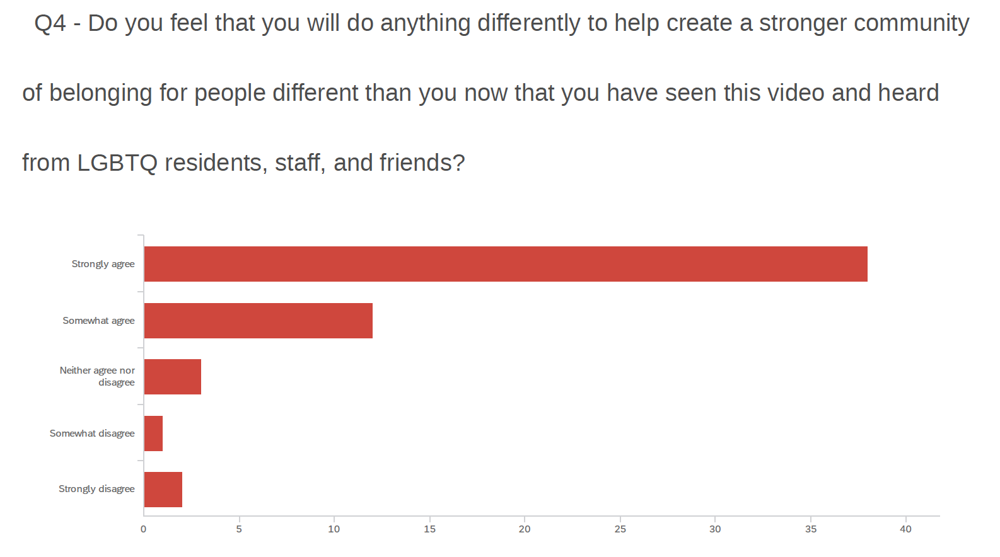 Q4 - Do you feel that you will do anything differently to help create a stronger community
of belonging for people different than you now that you have seen this video and heard
from LGBTQ residents, staff, and friends?
Strongly agree
Somewhat agree
Neither agree nor
disagree
Somewhat disagree
Strongly disagree
0 5 10 15 20 25 30 35 40